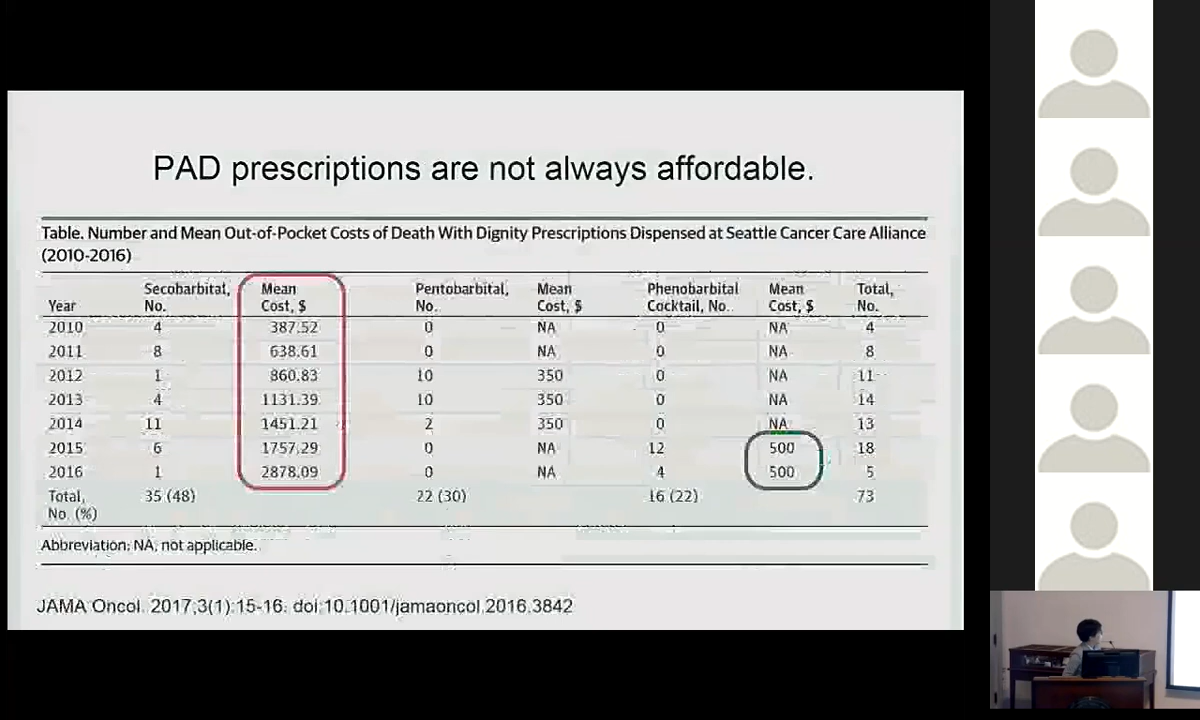 PAD prescriptions are not always affordable.
Table. Number and Mean Out-of-Pocket Costs of Death With Dignity Prescriptions Dispensed at Seattle Cancer Care Alliance
(2010-2016)
Year Secobarbital, No. Mean Cost, $ Pentobarbital, No. Mean Cost, $ Phenobarbital Cocktail, No. Mean Cost, $ Total, No.
2010 4 387.52 0 NA 0 NA 4
2011 8 638.61 0 NA 0 NA 8
2012 1 860.83 10 350 0 NA 11
2013 4 1131.39 10 350 0 NA 14
2014 11 1451.21 2 350 0 NA 13
2015 6 1757.29 0 NA 12 500 18
2016 1 2878.09 0 NA 4 500 5
Total, No. (%) 35 (48) 22 (30) 16 (22) 73
Abbreviation: NA, not applicable.
JAMA Oncol. 2017;3(1):15-16. doi:10.1001/jamaoncol.2016.3842